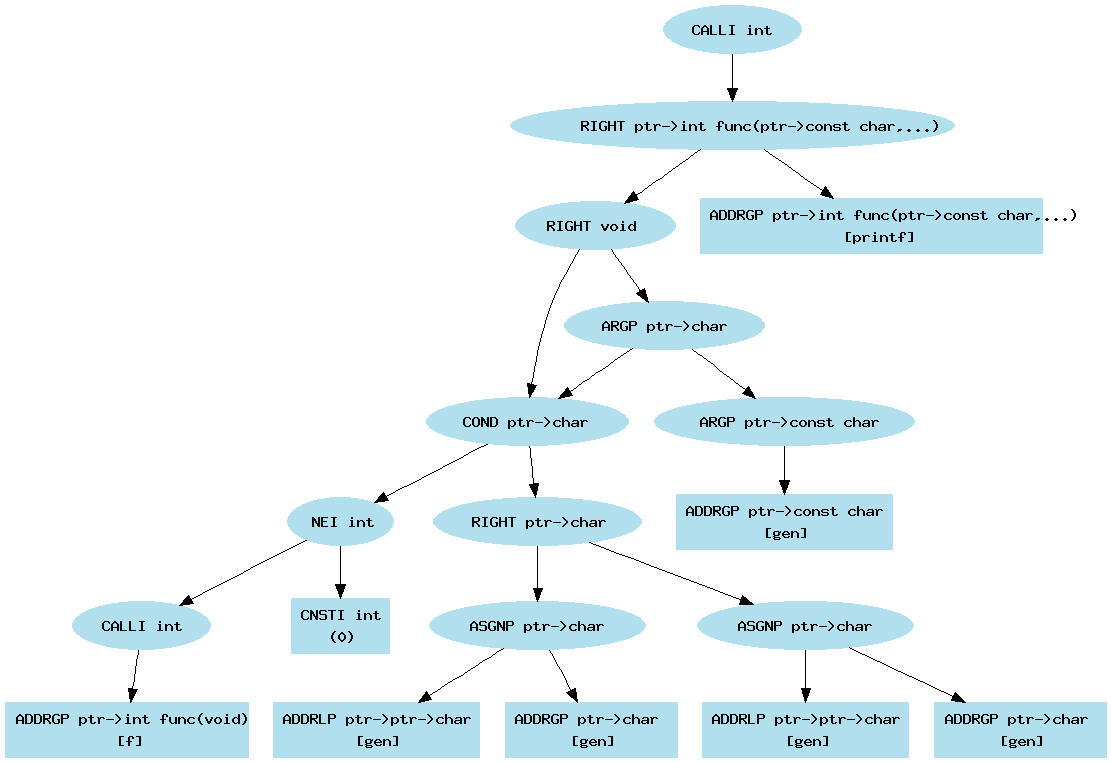 CALLI int
RIGHT ptr->int func(ptr->const char,...)
RIGHT void
ADDRGP ptr->int func(ptr->const char,...)
[printf]
ARGP ptr->char
COND ptr->char
ARGP ptr->const char
NEI int
RIGHT ptr->char
ADDRGP ptr->const char
[gen]
CALLI int
CNSTI int
(0)
ASGNP ptr->char
ASGNP ptr->char
ADDRGP ptr->int func(void)
[f]
ADDRLP ptr->ptr->char
[gen]
ADDRGP ptr->char
[gen]
ADDRLP ptr->ptr->char
[gen]
ADDRGP ptr->char
[gen]